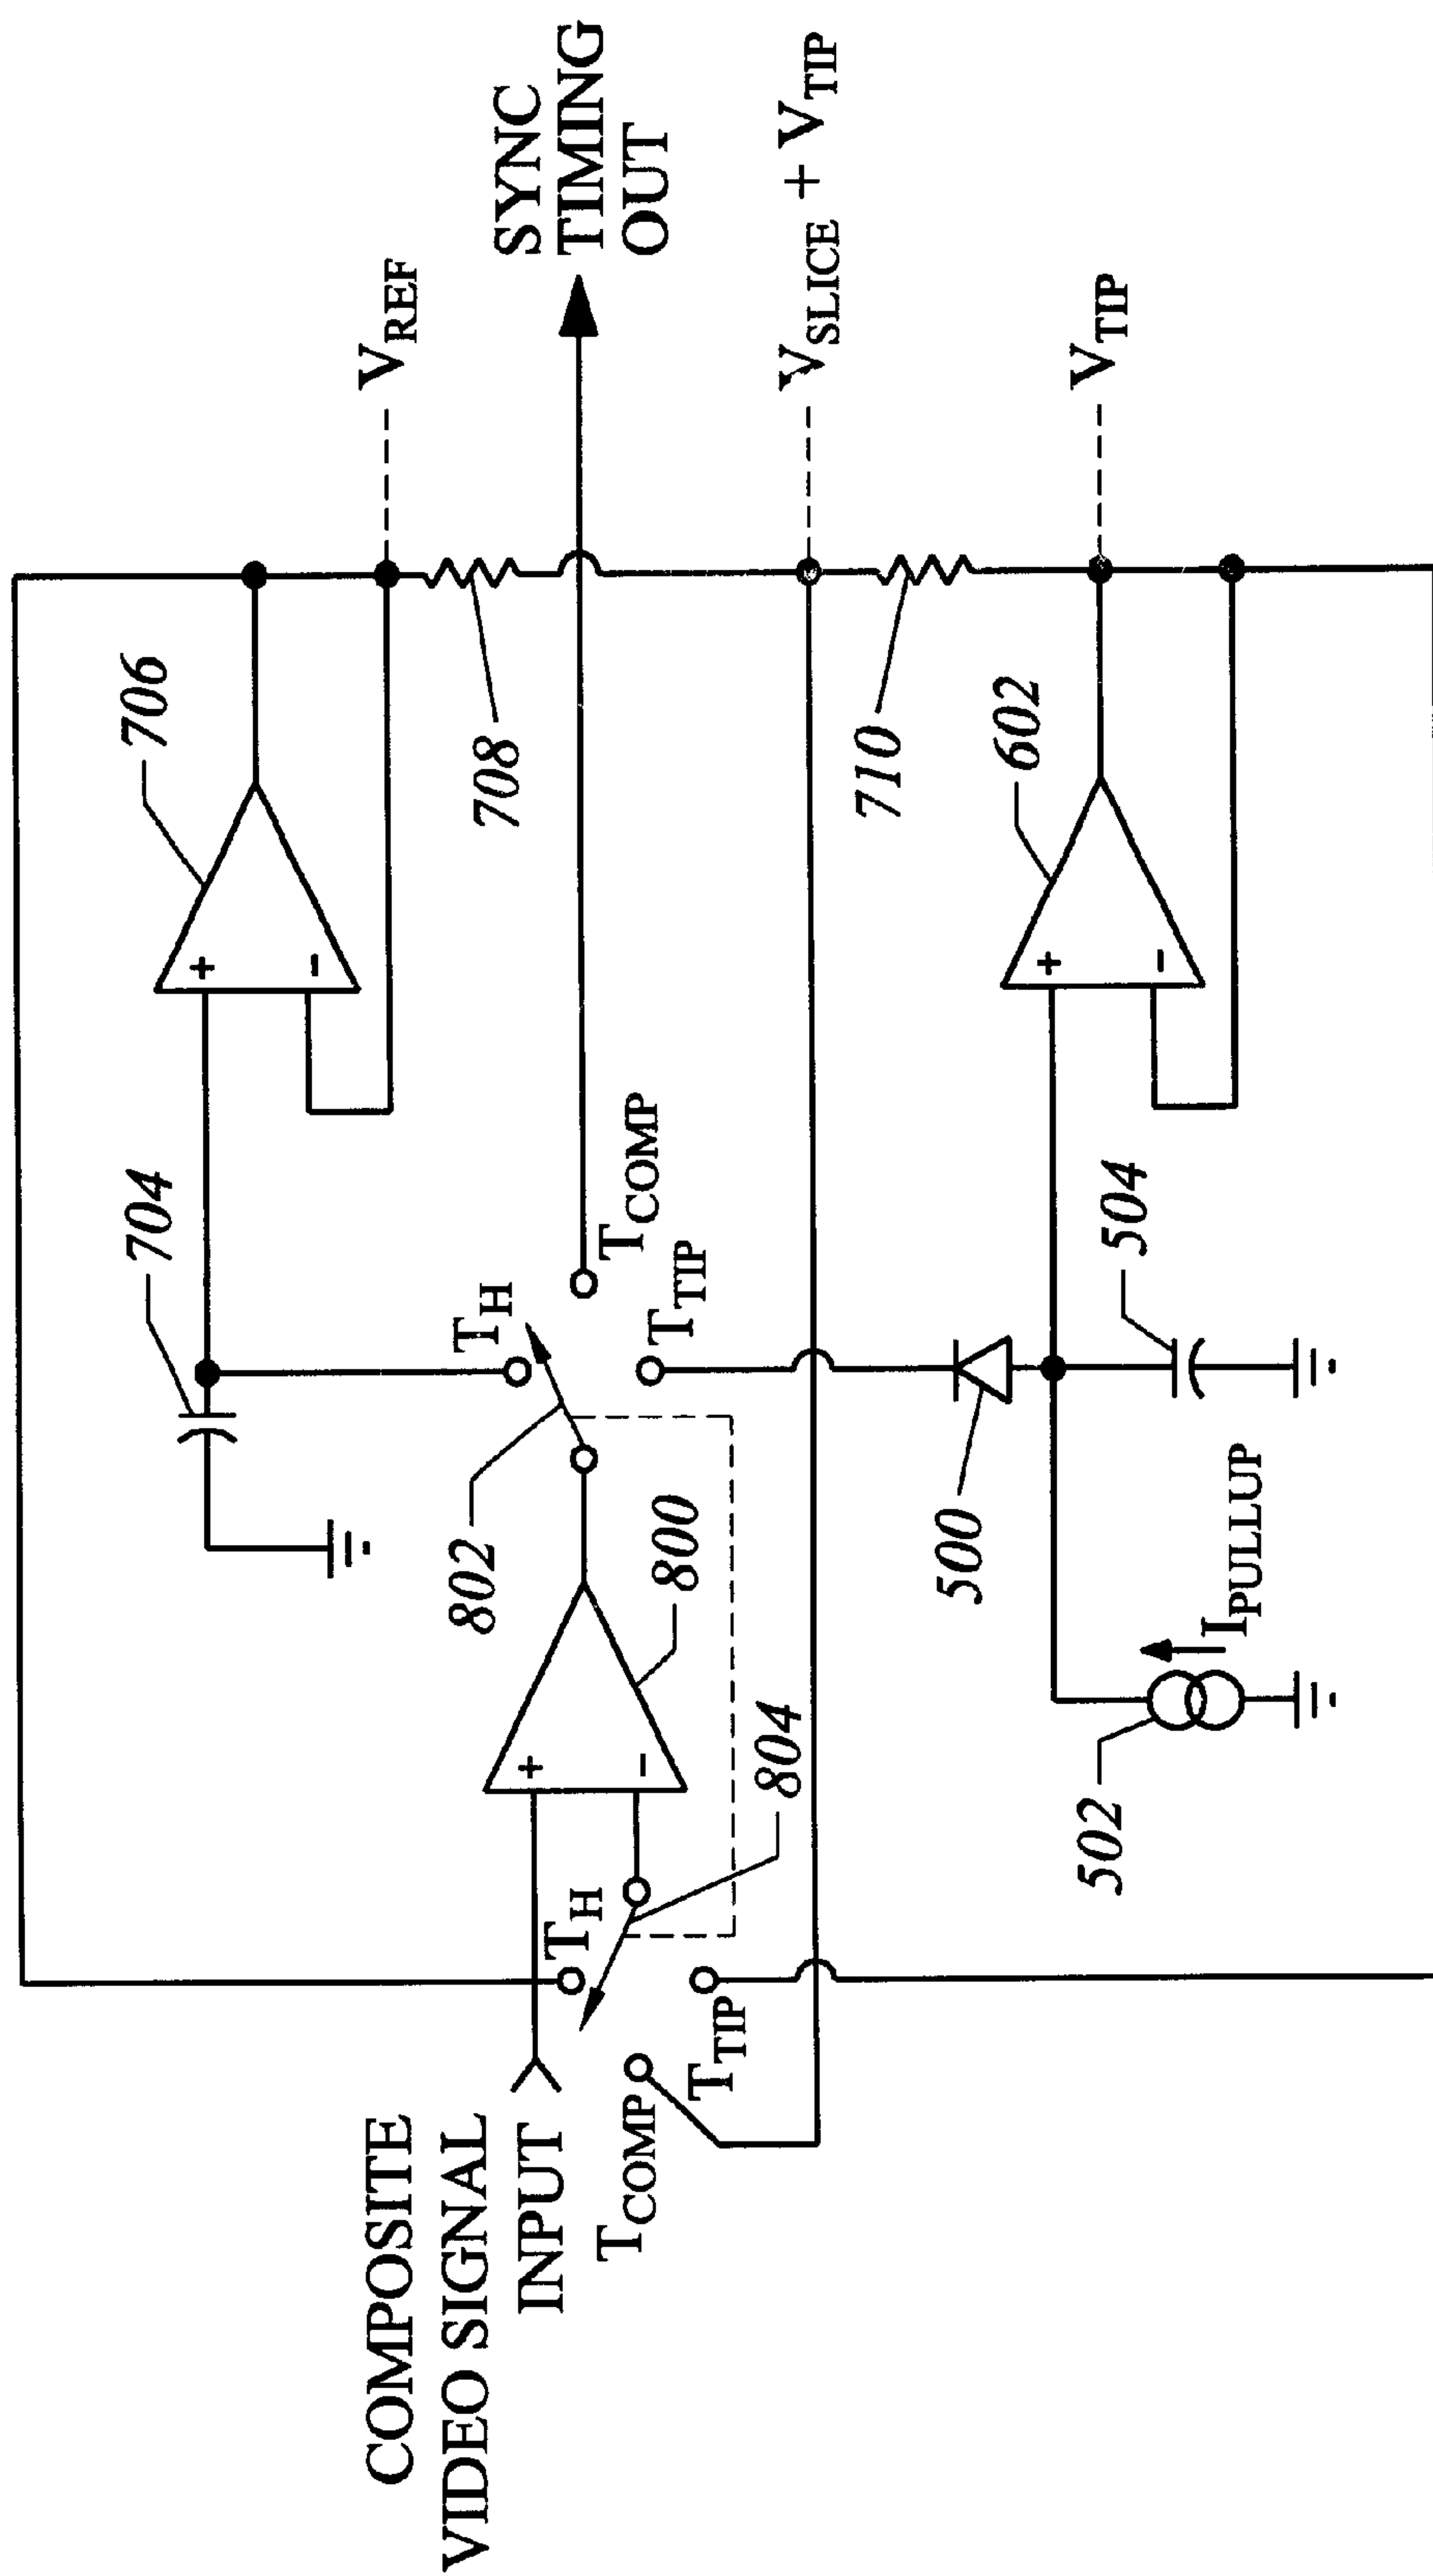 COMPOSITE
VIDEO SIGNAL
INPUT
T_H
T_COMP
T_TIP
804
+
-
800
802
704
T_H
T_COMP
T_TIP
+
-
706
708
V_REF
SYNC
TIMING
OUT
V_SLICE + V_TIP
710
V_TIP
602
+
-
500
504
502
I_PULLUP